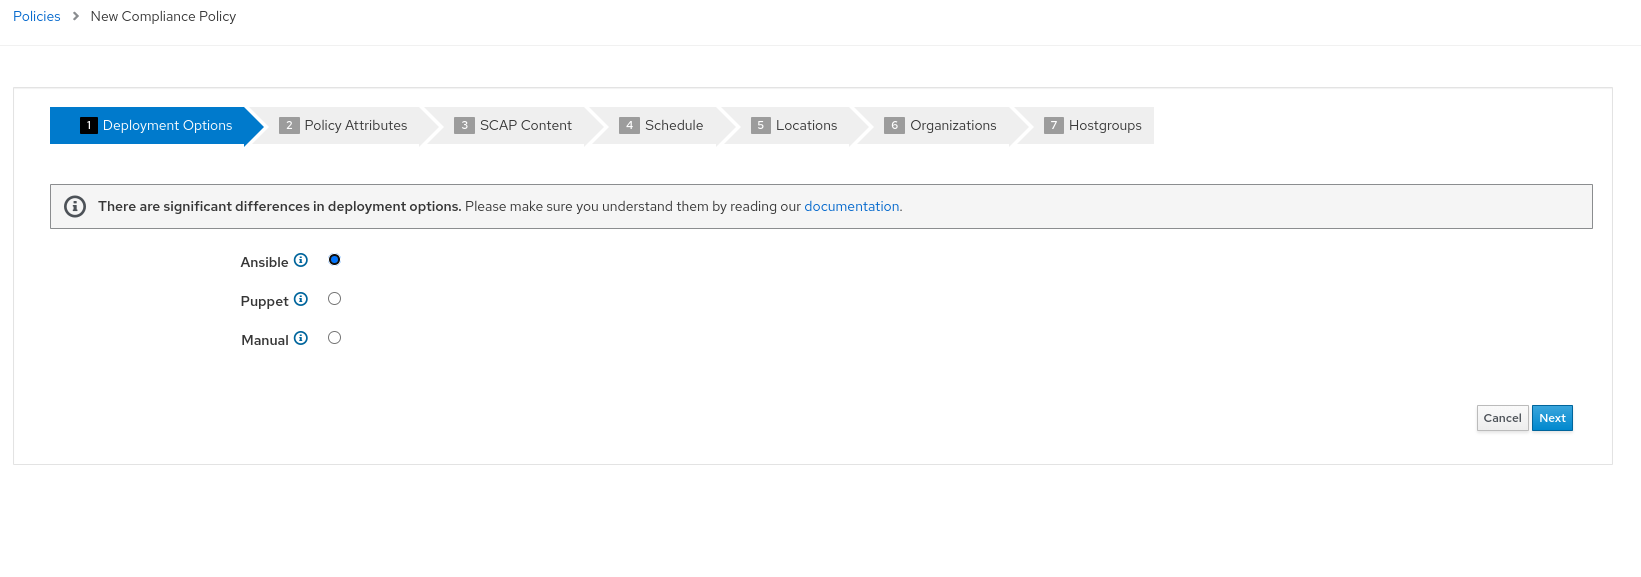 Policies > New Compliance Policy
1 Deployment Options 2 Policy Attributes 3 SCAP Content 4 Schedule 5 Locations 6 Organizations 7 Hostgroups
There are significant differences in deployment options. Please make sure you understand them by reading our documentation.
Ansible
Puppet
Manual
Cancel Next